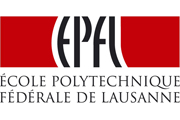 EPFL
ÉCOLE POLYTECHNIQUE
FÉDÉRALE DE LAUSANNE